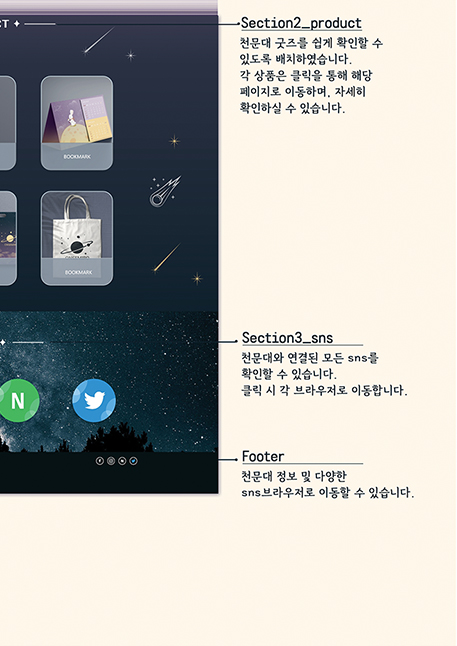 CT
Section2_product
천문대 굿즈를 쉽게 확인할 수
있도록 배치하였습니다.
각 상품은 클릭을 통해 해당
페이지로 이동하며, 자세히
확인하실 수 있습니다.
BOOKMARK
BOOKMARK
Section3_sns
천문대와 연결된 모든 sns를
확인할 수 있습니다.
클릭 시 각 브라우저로 이동합니다.
N
Footer
천문대 정보 및 다양한
sns브라우저로 이동할 수 있습니다.